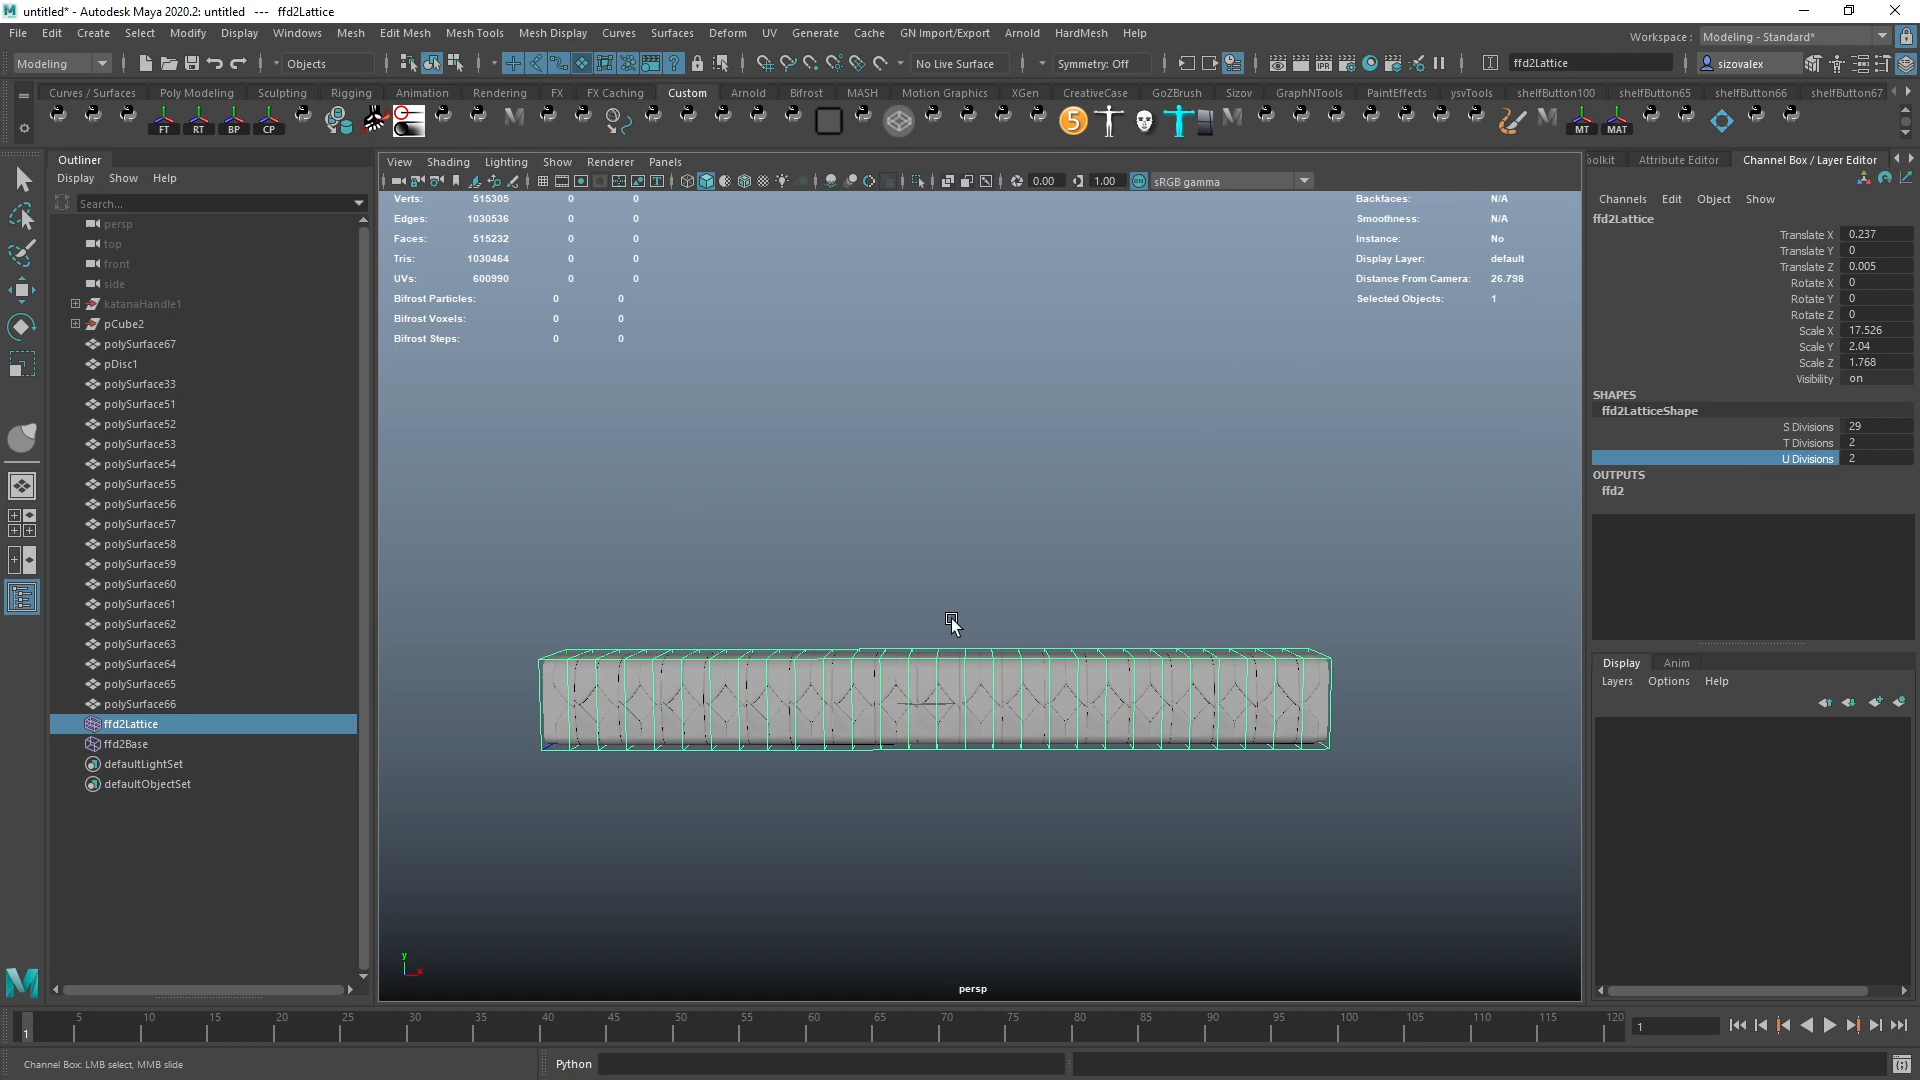 untitled* - Autodesk Maya 2020.2: untitled --- ffd2Lattice
File Edit Create Select Modify Display Windows Mesh Edit Mesh Mesh Tools Mesh Display Curves Surfaces Deform UV Generate Cache GN Import/Export Arnold HardMesh Help
Workspace : Modeling - Standard*
Modeling Objects No Live Surface Symmetry: Off IPR ffd2Lattice sizovalex
Curves / Surfaces Poly Modeling Sculpting Rigging Animation Rendering FX FX Caching Custom Arnold Bifrost MASH Motion Graphics XGen CreativeCase GoZBrush Sizov GraphNTools PaintEffects ysvTools shelfButton100 shelfButton65 shelfButton66 shelfButton67
FT RT BP CP 5 MT MAT
Outliner
Display Show Help
Search...
persp
top
front
side
katanaHandle1
pCube2
polySurface67
pDisc1
polySurface33
polySurface51
polySurface52
polySurface53
polySurface54
polySurface55
polySurface56
polySurface57
polySurface58
polySurface59
polySurface60
polySurface61
polySurface62
polySurface63
polySurface64
polySurface65
polySurface66
ffd2Lattice
ffd2Base
defaultLightSet
defaultObjectSet
View Shading Lighting Show Renderer Panels
0.00 1.00 ON sRGB gamma
Verts: 515305 0 0
Edges: 1030536 0 0
Faces: 515232 0 0
Tris: 1030464 0 0
UVs: 600990 0 0
Bifrost Particles: 0 0
Bifrost Voxels: 0 0
Bifrost Steps: 0 0
Backfaces: N/A
Smoothness: N/A
Instance: No
Display Layer: default
Distance From Camera: 26.798
Selected Objects: 1
y
x
persp
oolkit Attribute Editor Channel Box / Layer Editor
Channels Edit Object Show
ffd2Lattice
Translate X 0.237
Translate Y 0
Translate Z 0.005
Rotate X 0
Rotate Y 0
Rotate Z 0
Scale X 17.526
Scale Y 2.04
Scale Z 1.768
Visibility on
SHAPES
ffd2LatticeShape
S Divisions 29
T Divisions 2
U Divisions 2
OUTPUTS
ffd2
Display Anim
Layers Options Help
1 5 10 15 20 25 30 35 40 45 50 55 60 65 70 75 80 85 90 95 100 105 110 115 120 1
Channel Box: LMB select, MMB slide
Python